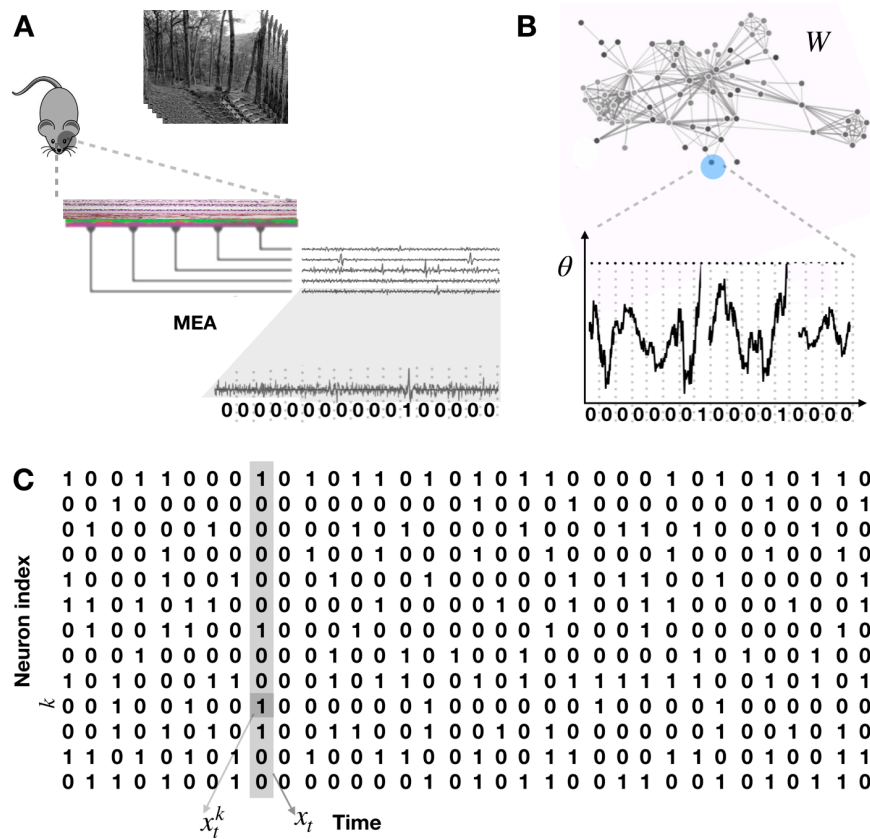 A
MEA
0000000000010000 0
B
W
θ
0000000100000100 0 0
C
Neuron index
k
1 0 0 1 1 0 0 0 1 0 1 0 1 1 0 1 0 1 0 1 1 0 0 0 0 1 0 1 0 1 0 1 1 0
0 0 1 0 0 0 0 0 0 0 0 0 0 0 0 0 0 0 0 0 0 1 0 0 0 0 0 0 0 1 0 0 0 1
0 1 0 0 0 0 1 0 0 0 0 0 0 1 0 1 0 0 0 0 1 0 0 1 1 0 1 0 0 0 0 1 0 0
0 0 0 0 1 0 0 0 0 0 1 0 0 1 0 0 0 1 0 0 1 0 1 0 0 0 0 0 0 1 0 0 1 0
1 0 0 0 1 0 0 1 0 0 0 1 0 0 0 1 0 0 0 0 0 1 0 1 1 0 0 1 0 0 0 0 0 1
1 1 0 1 0 1 1 0 0 0 0 0 0 1 0 0 0 0 1 0 0 1 0 1 1 0 0 0 0 0 1 0 0 1
0 1 0 0 1 1 0 0 1 0 0 0 1 0 0 0 0 0 0 0 1 0 0 0 1 0 0 0 0 0 0 0 1 0
0 0 0 1 0 0 0 0 0 0 0 0 0 1 0 0 1 0 0 1 0 0 0 0 0 0 1 0 1 0 0 1 0 0
1 0 0 1 0 0 1 1 0 1 0 0 0 0 1 0 1 0 0 1 0 1 1 1 1 1 0 0 1 0 1 0 1 0
0 0 1 0 0 1 0 0 1 0 0 0 0 1 0 0 0 0 0 0 1 0 0 0 0 0 0 1 0 0 0 0 0 0
0 0 1 0 1 0 1 0 1 0 0 0 1 0 0 1 0 0 1 0 1 0 0 0 0 0 0 0 0 1 0 0 1 0
1 1 0 1 0 1 0 0 0 0 1 0 0 1 1 0 0 1 0 0 0 1 0 0 1 0 0 1 0 0 1 0 1 1
0 1 1 0 1 0 0 1 0 0 0 0 0 0 0 1 0 1 0 1 0 0 0 1 1 0 0 1 0 1 0 1 1 0
x_t^k
x_t
Time